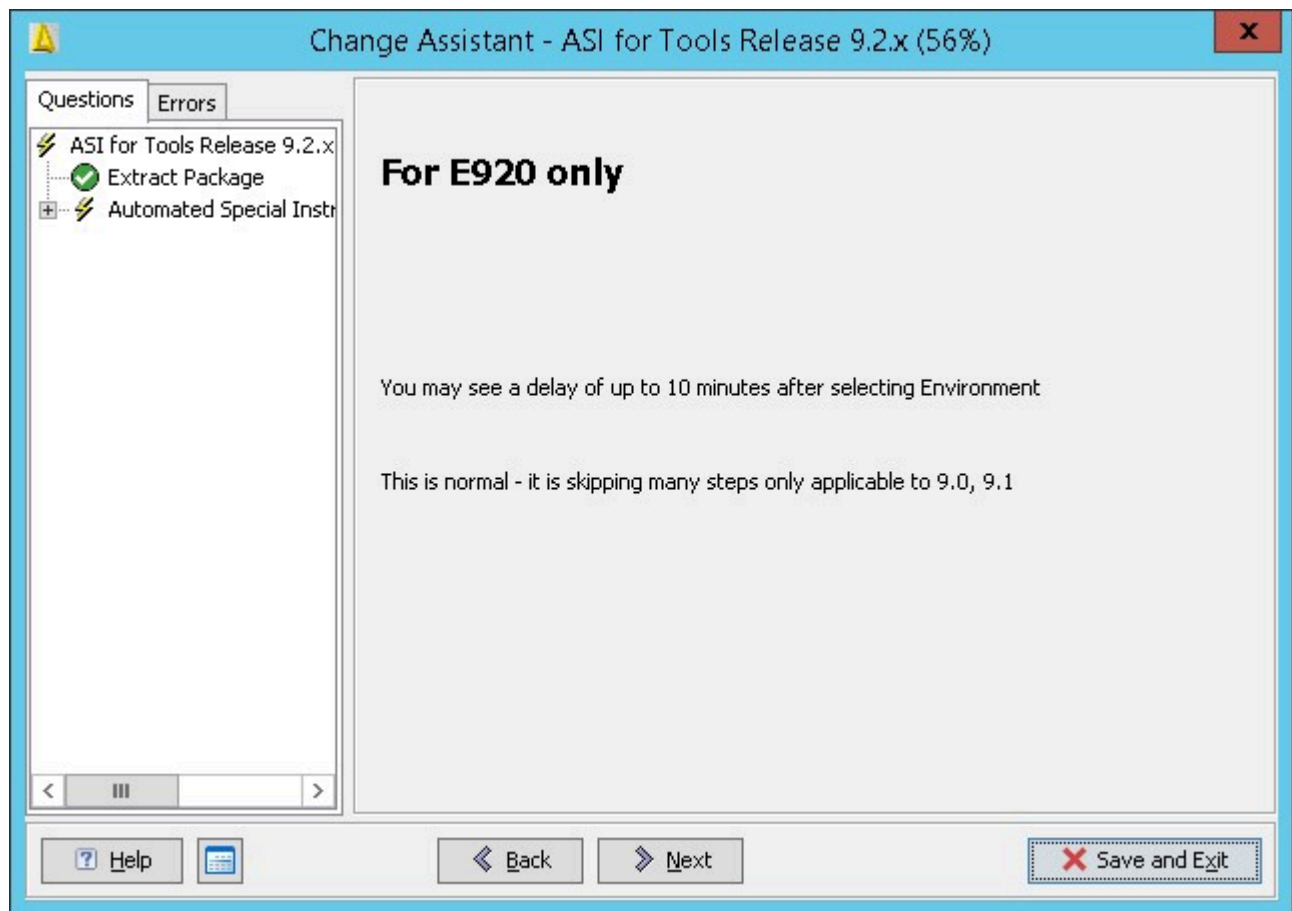 Change Assistant - ASI for Tools Release 9.2.x (56%)
x
Questions
Errors
ASI for Tools Release 9.2.x
Extract Package
Automated Special Instr
For E920 only
You may see a delay of up to 10 minutes after selecting Environment
This is normal - it is skipping many steps only applicable to 9.0, 9.1
Help
Back
Next
Save and Exit